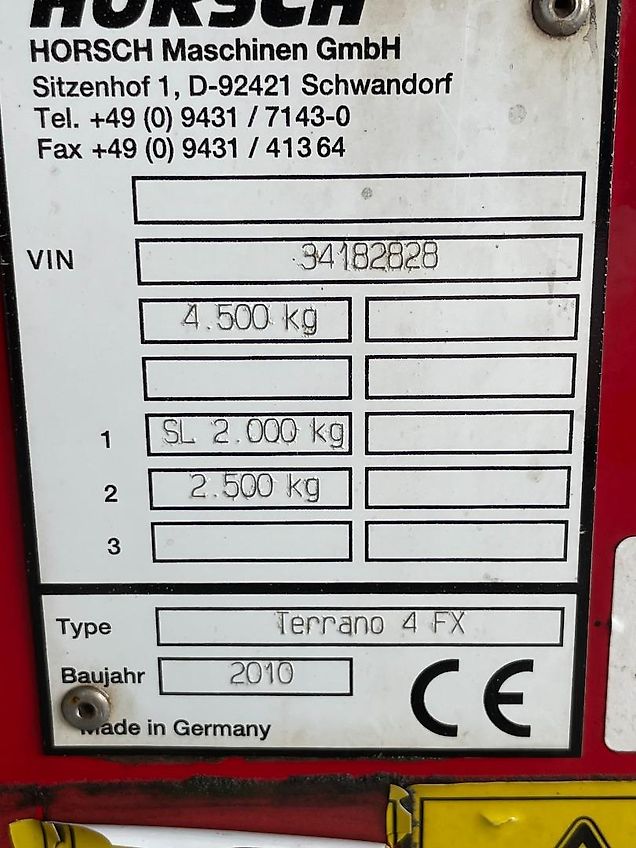 HORSCH
HORSCH Maschinen GmbH
Sitzenhof 1, D-92421 Schwandorf
Tel. +49 (0) 9431 / 7143-0
Fax +49 (0) 9431 / 41364
VIN 34182828
4.500 kg
1 SL 2.000 kg
2 2.500 kg
3
Type Terrano 4 FX
Baujahr 2010
CE
Made in Germany